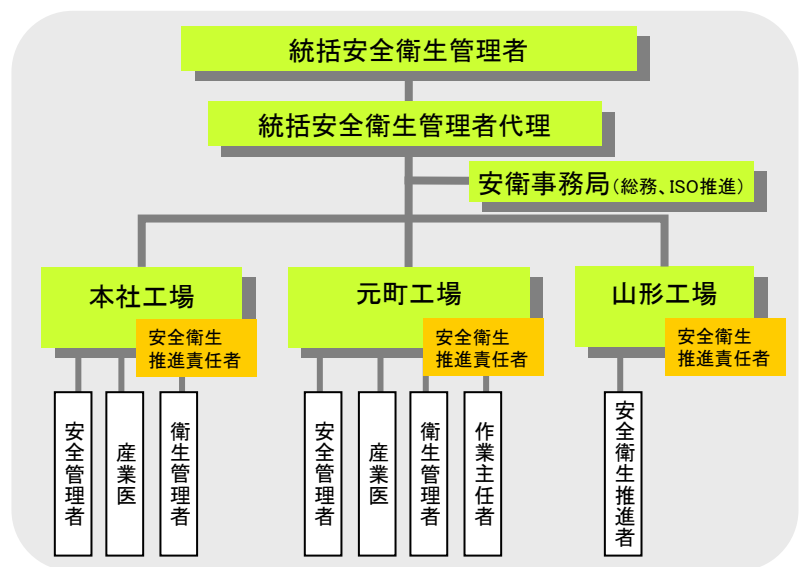 統括安全衛生管理者
統括安全衛生管理者代理
安衛事務局(総務、ISO推進)
本社工場
安全衛生
推進責任者
元町工場
安全衛生
推進責任者
山形工場
安全衛生
推進責任者
安全管理者
産業医
衛生管理者
安全管理者
産業医
衛生管理者
作業主任者
安全衛生推進者